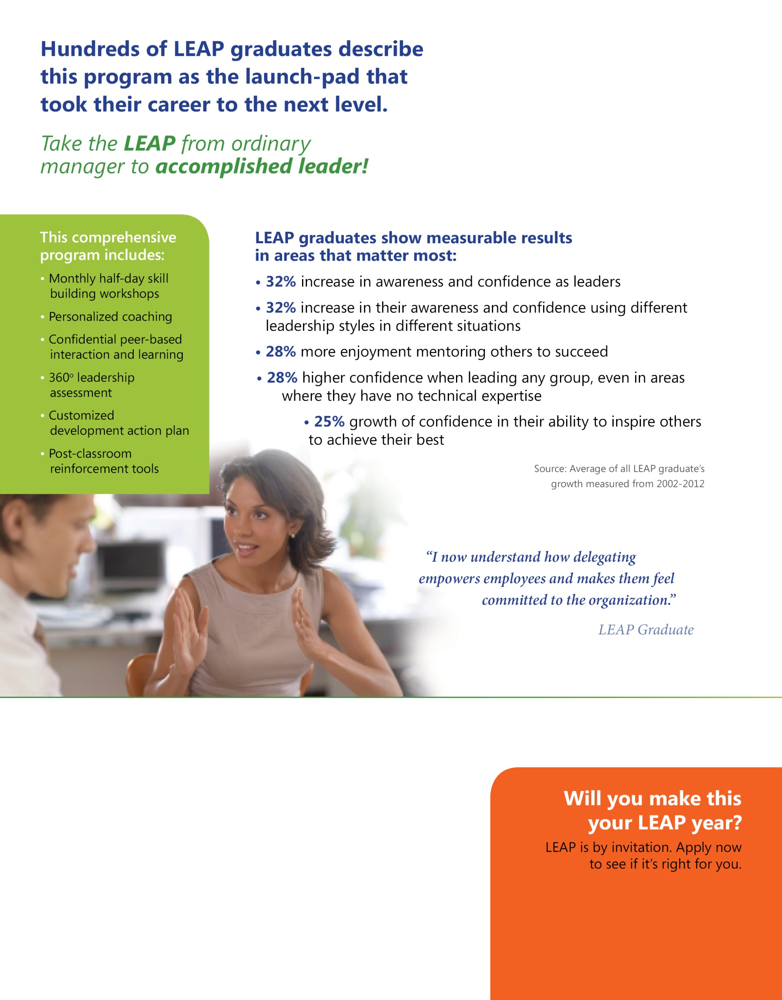 Hundreds of LEAP graduates describe
this program as the launch-pad that
took their career to the next level.
Take the LEAP from ordinary
manager to accomplished leader!
This comprehensive
program includes:
• Monthly half-day skill
building workshops
• Personalized coaching
• Confidential peer-based
interaction and learning
• 360º leadership
assessment
• Customized
development action plan
• Post-classroom
reinforcement tools
LEAP graduates show measurable results
in areas that matter most:
• 32% increase in awareness and confidence as leaders
• 32% increase in their awareness and confidence using different
leadership styles in different situations
• 28% more enjoyment mentoring others to succeed
• 28% higher confidence when leading any group, even in areas
where they have no technical expertise
• 25% growth of confidence in their ability to inspire others
to achieve their best
Source: Average of all LEAP graduate’s
growth measured from 2002-2012
“I now understand how delegating
empowers employees and makes them feel
committed to the organization.”
LEAP Graduate
Will you make this
your LEAP year?
LEAP is by invitation. Apply now
to see if it’s right for you.